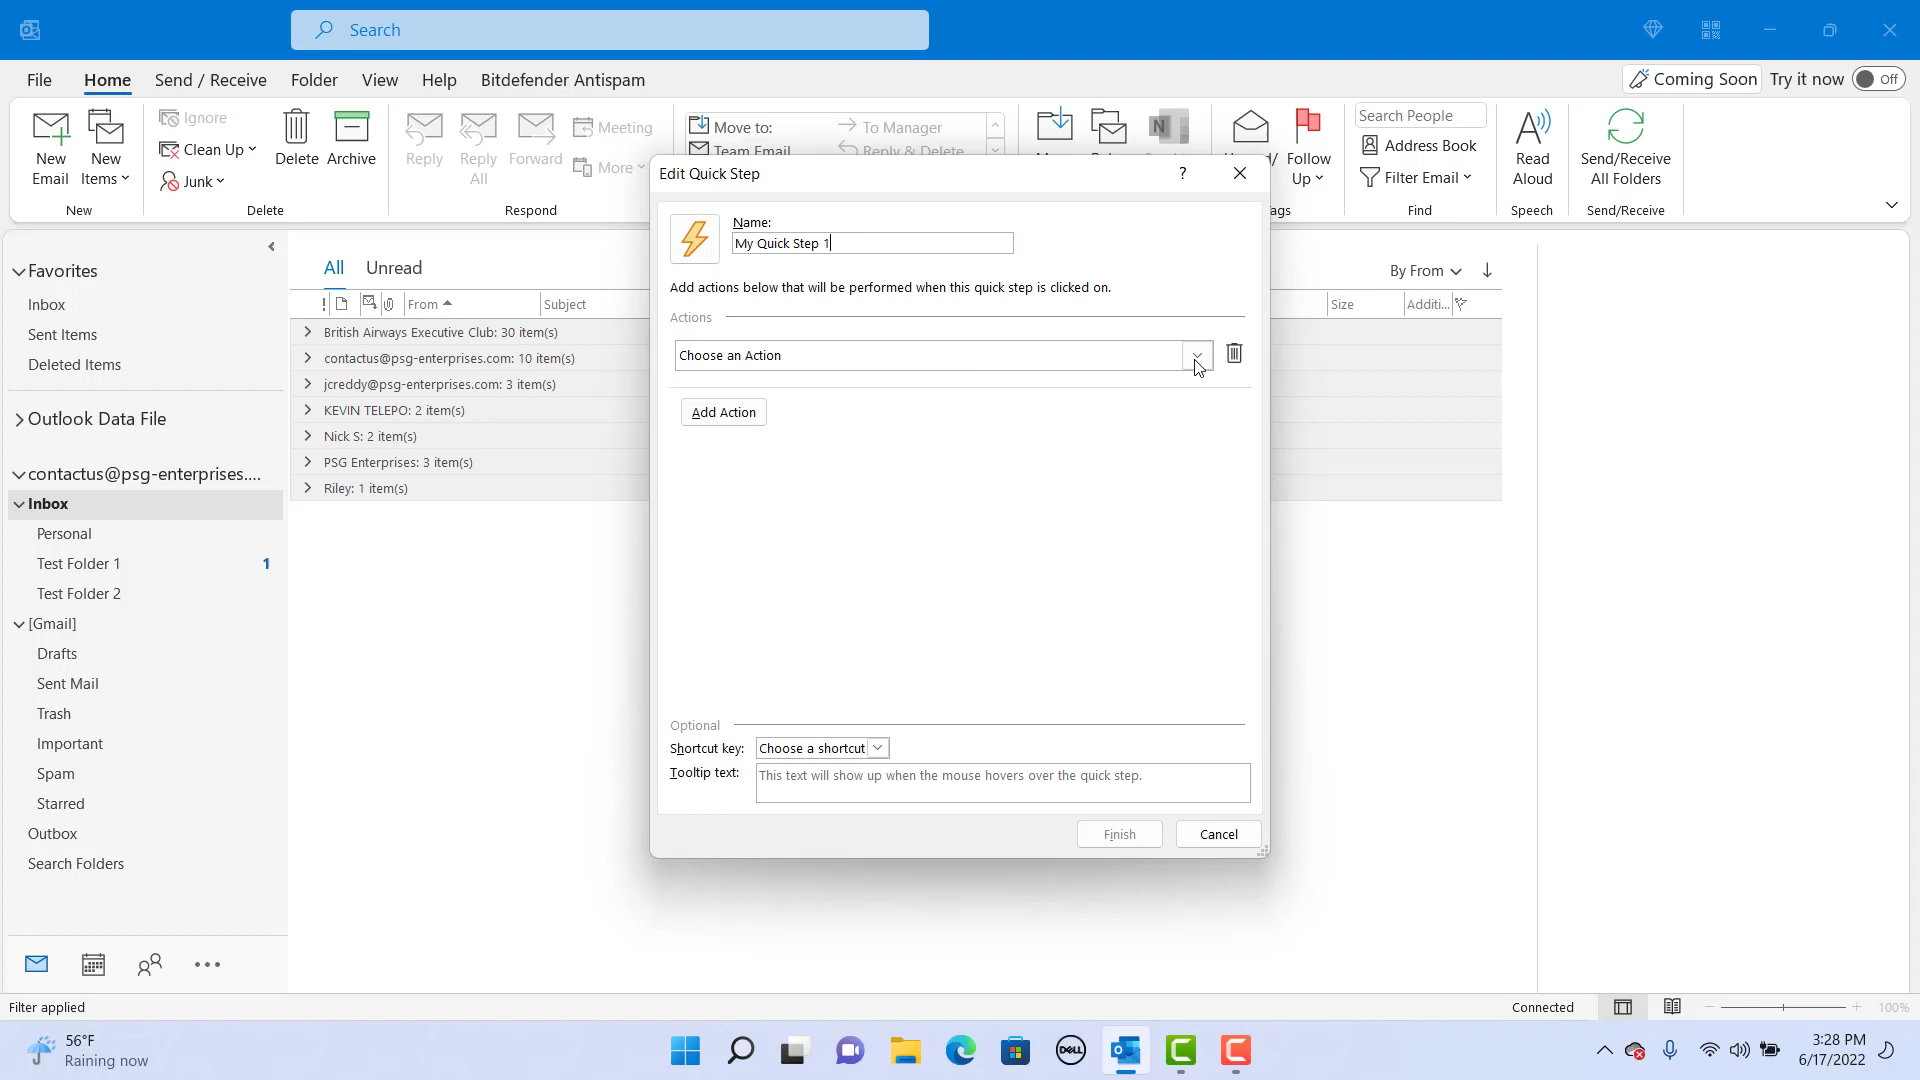 Search
File Home Send / Receive Folder View Help Bitdefender Antispam
Coming Soon Try it now Off
New Email
New Items
New
Ignore
Clean Up
Junk
Delete
Archive
Delete
Reply
Reply All
Forward
Meeting
More
Respond
Move to:
Team Email
To Manager
Reply & Delete
Follow Up
Search People
Address Book
Filter Email
Find
Read Aloud
Speech
Send/Receive All Folders
Send/Receive
Favorites
Inbox
Sent Items
Deleted Items
Outlook Data File
contactus@psg-enterprises....
Inbox
Personal
Test Folder 1 1
Test Folder 2
[Gmail]
Drafts
Sent Mail
Trash
Important
Spam
Starred
Outbox
Search Folders
All Unread
By From
! From Subject
Size Additi...
British Airways Executive Club: 30 item(s)
contactus@psg-enterprises.com: 10 item(s)
jcreddy@psg-enterprises.com: 3 item(s)
KEVIN TELEPO: 2 item(s)
Nick S: 2 item(s)
PSG Enterprises: 3 item(s)
Riley: 1 item(s)
Edit Quick Step ?
Name:
My Quick Step 1
Add actions below that will be performed when this quick step is clicked on.
Actions
Choose an Action
Add Action
Optional
Shortcut key: Choose a shortcut
Tooltip text: This text will show up when the mouse hovers over the quick step.
Finish Cancel
Filter applied
Connected
100%
56°F
Raining now
DELL
3:28 PM
6/17/2022